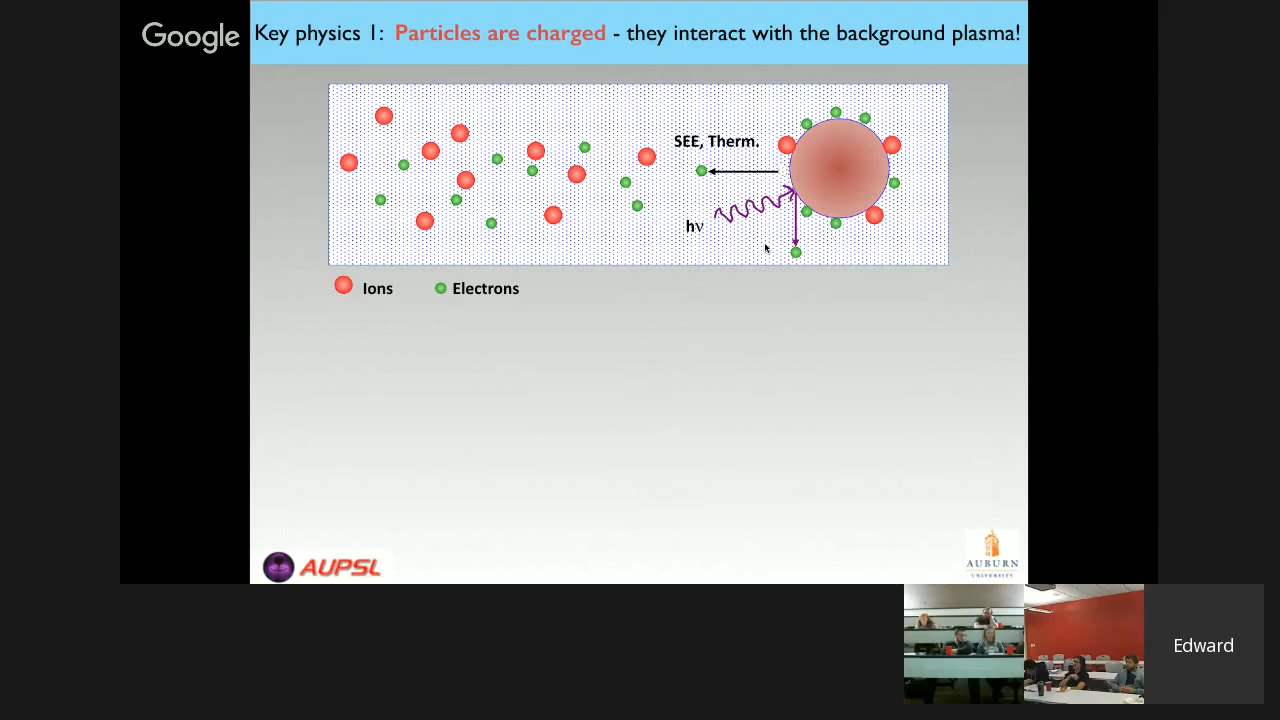 Google
Key physics 1: Particles are charged - they interact with the background plasma!
SEE, Therm.
hν
Ions
Electrons
AUPSL
AUBURN
UNIVERSITY
Edward